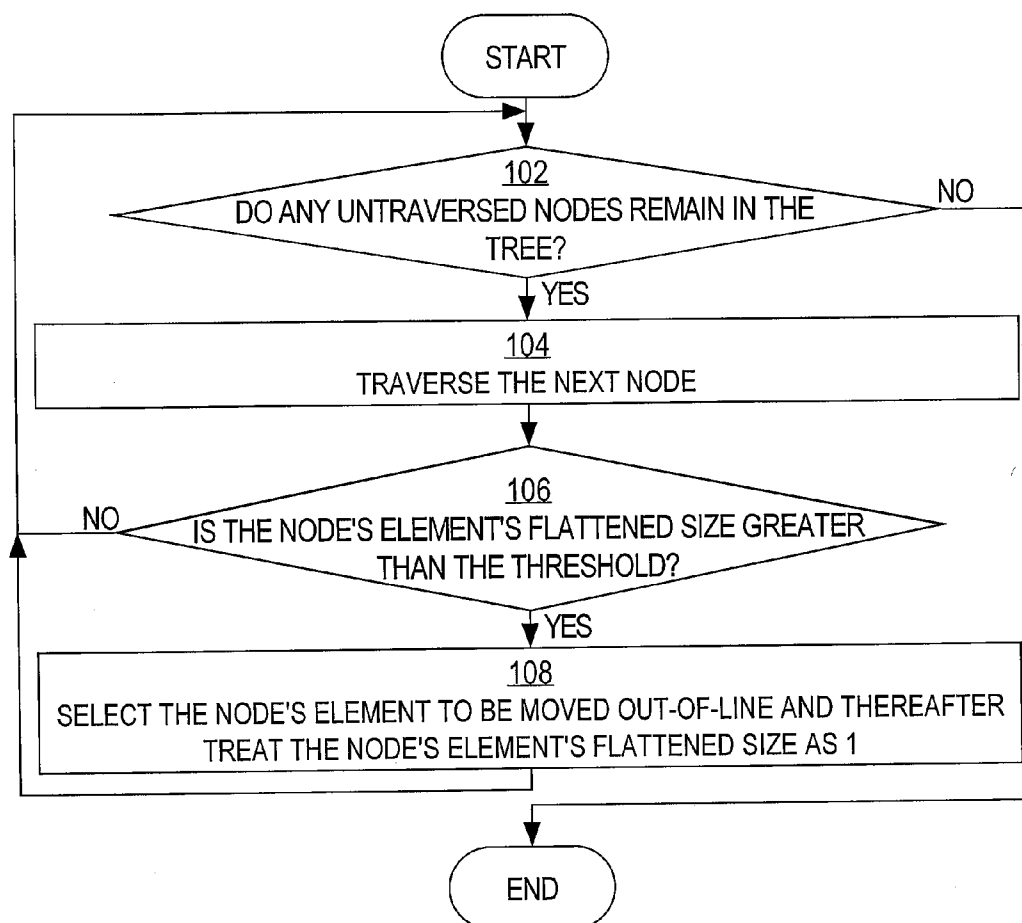 START
102
DO ANY UNTRAVERSED NODES REMAIN IN THE
TREE?
NO
YES
104
TRAVERSE THE NEXT NODE
106
IS THE NODE'S ELEMENT'S FLATTENED SIZE GREATER
THAN THE THRESHOLD?
NO
YES
108
SELECT THE NODE'S ELEMENT TO BE MOVED OUT-OF-LINE AND THEREAFTER
TREAT THE NODE'S ELEMENT'S FLATTENED SIZE AS 1
END